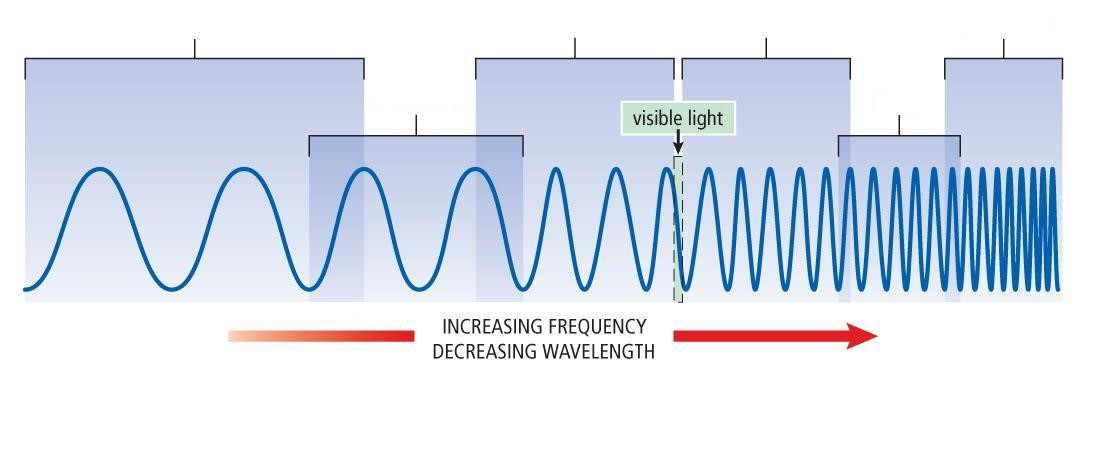 visible light
INCREASING FREQUENCY
DECREASING WAVELENGTH